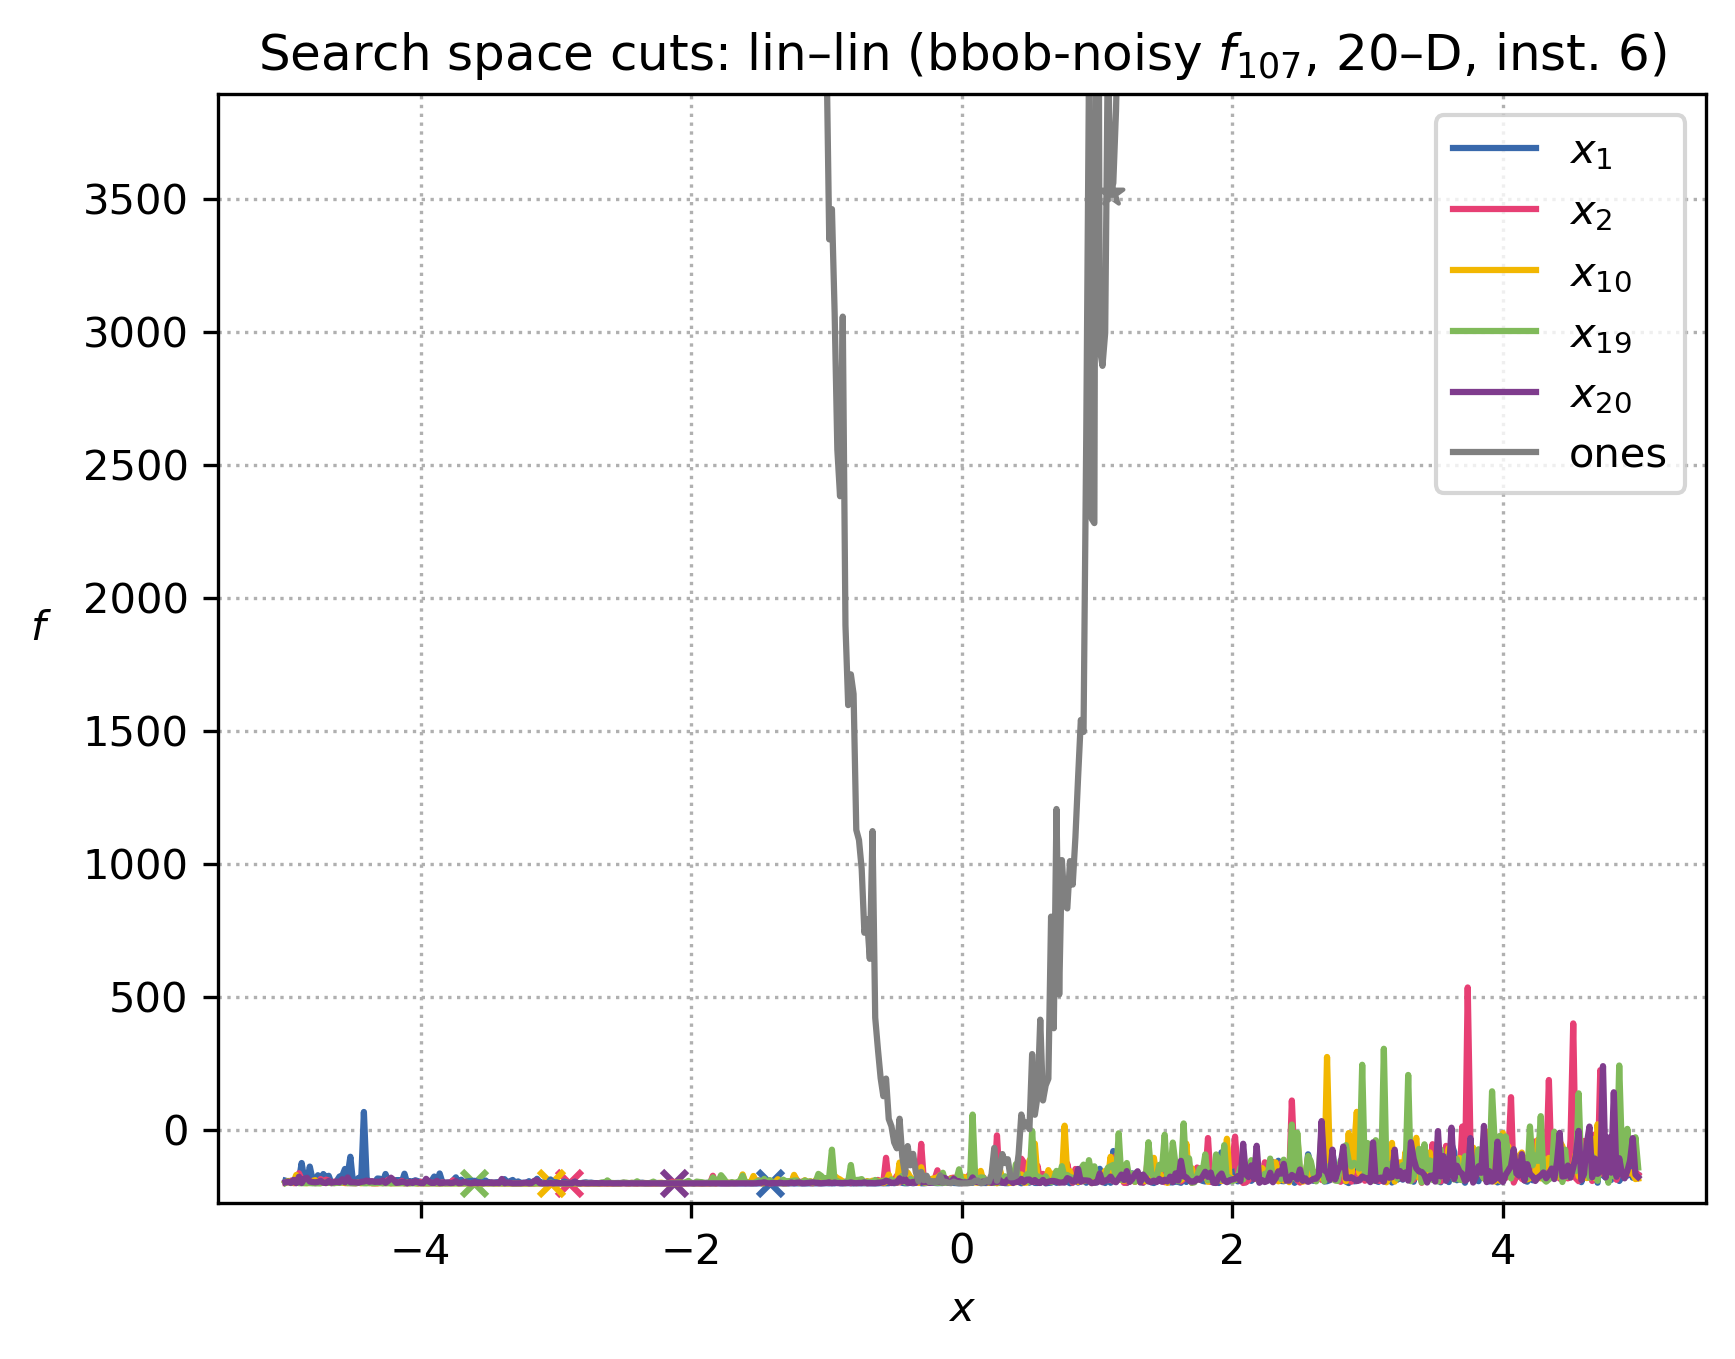 Search space cuts: lin–lin (bbob-noisy f107, 20–D, inst. 6)
x1
x2
x10
x19
x20
ones
3500
3000
2500
2000
1500
1000
500
0
f
−4
−2
0
2
4
x